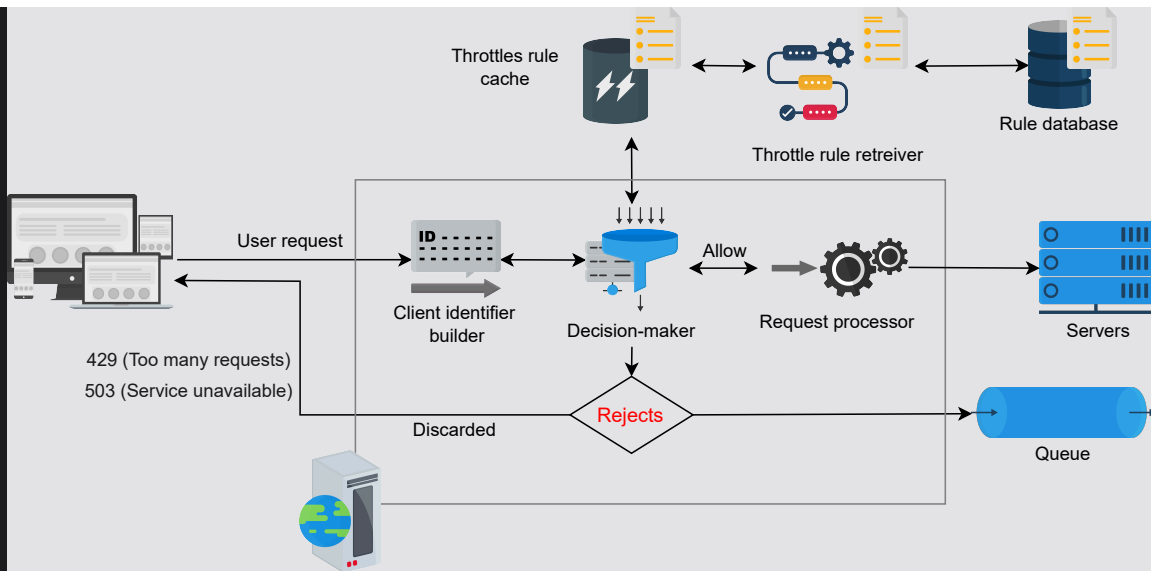 Throttles rule
cache
Throttle rule retreiver
Rule database
User request
ID
Client identifier
builder
Decision-maker
Allow
Request processor
Servers
429 (Too many requests)
503 (Service unavailable)
Discarded
Rejects
Queue